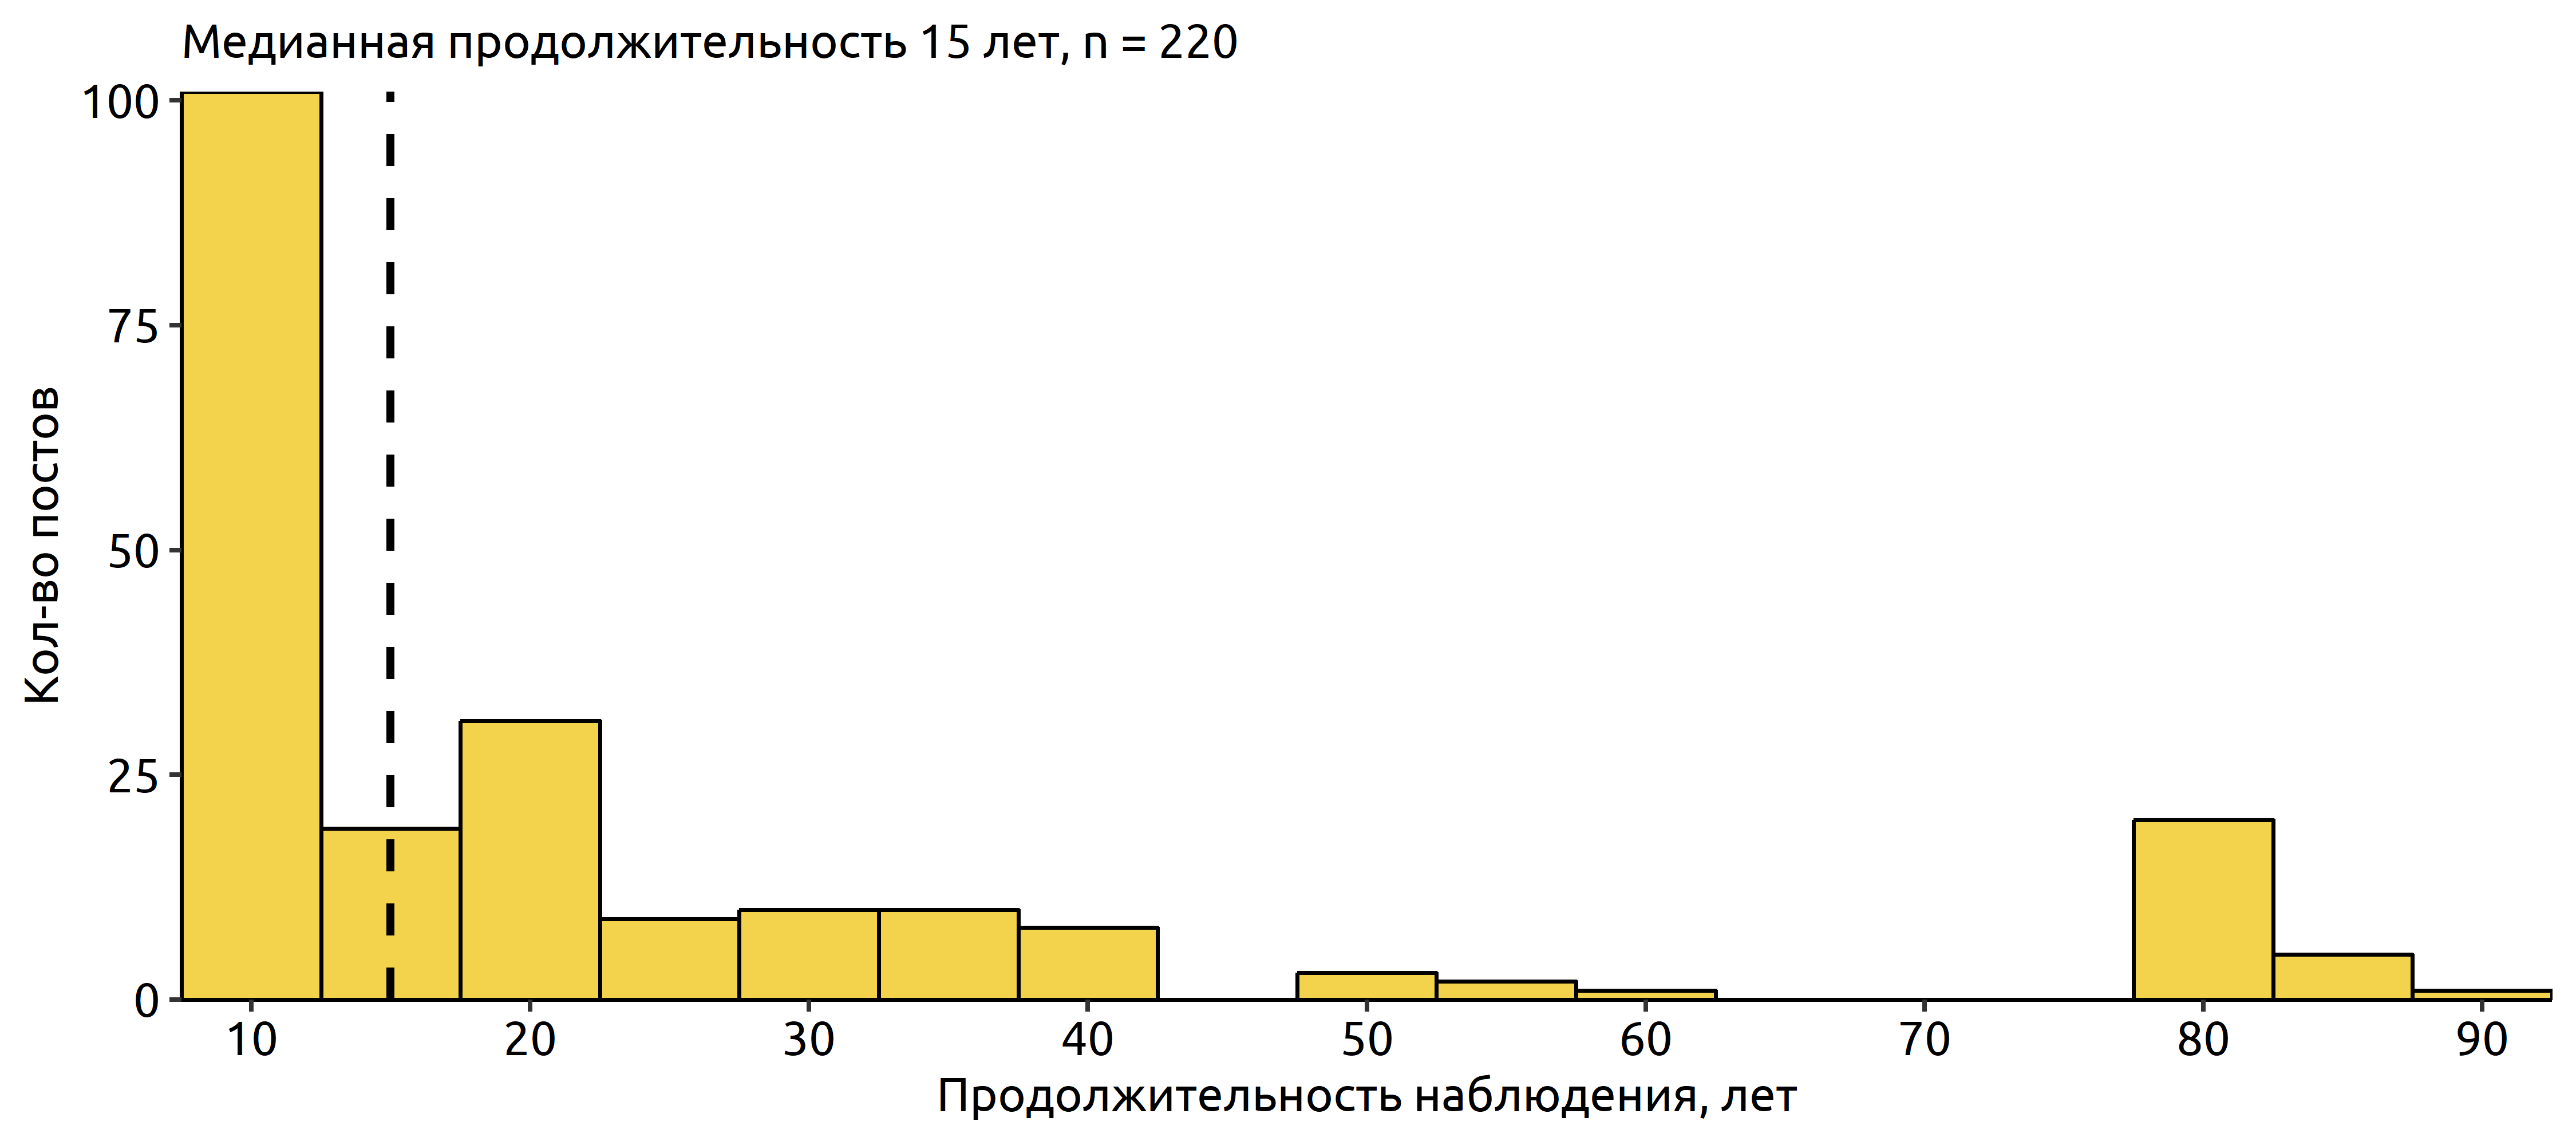 Медианная продолжительность 15 лет, n = 220
100
75
50
25
0
Кол-во постов
10 20 30 40 50 60 70 80 90
Продолжительность наблюдения, лет